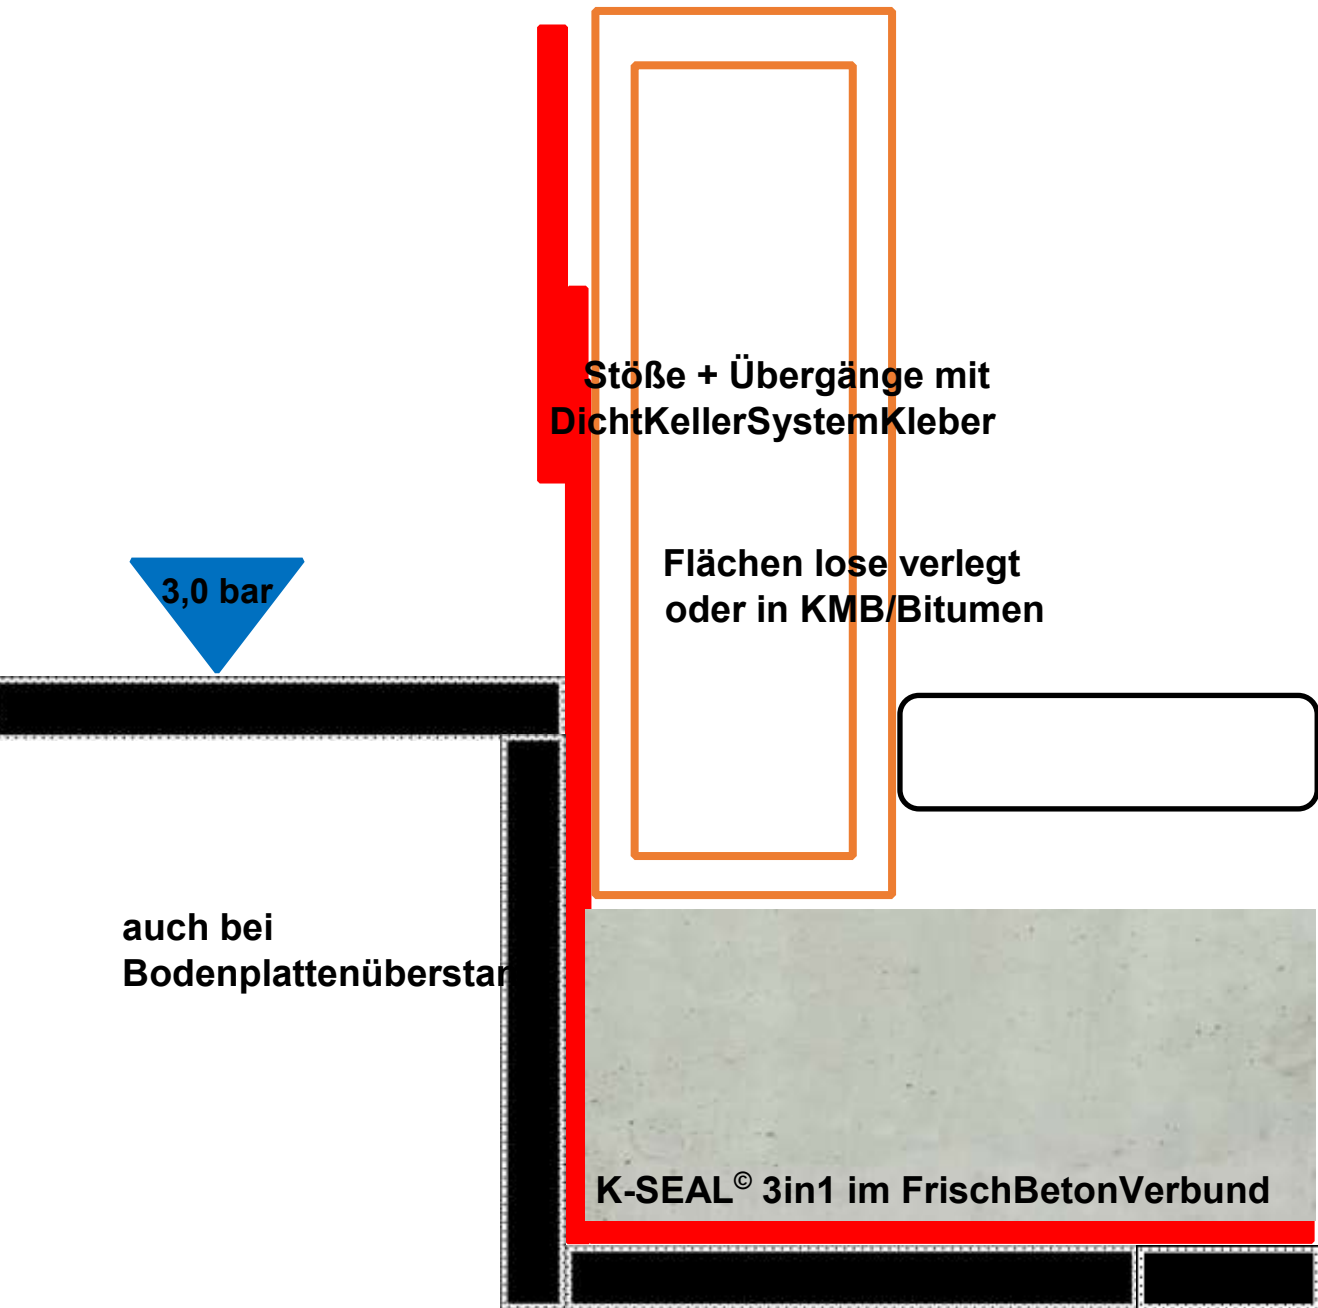 Stöße + Übergänge mit
DichtKellerSystemKleber
Flächen lose verlegt
oder in KMB/Bitumen
3,0 bar
auch bei
Bodenplattenüberstan
K-SEAL© 3in1 im FrischBetonVerbund